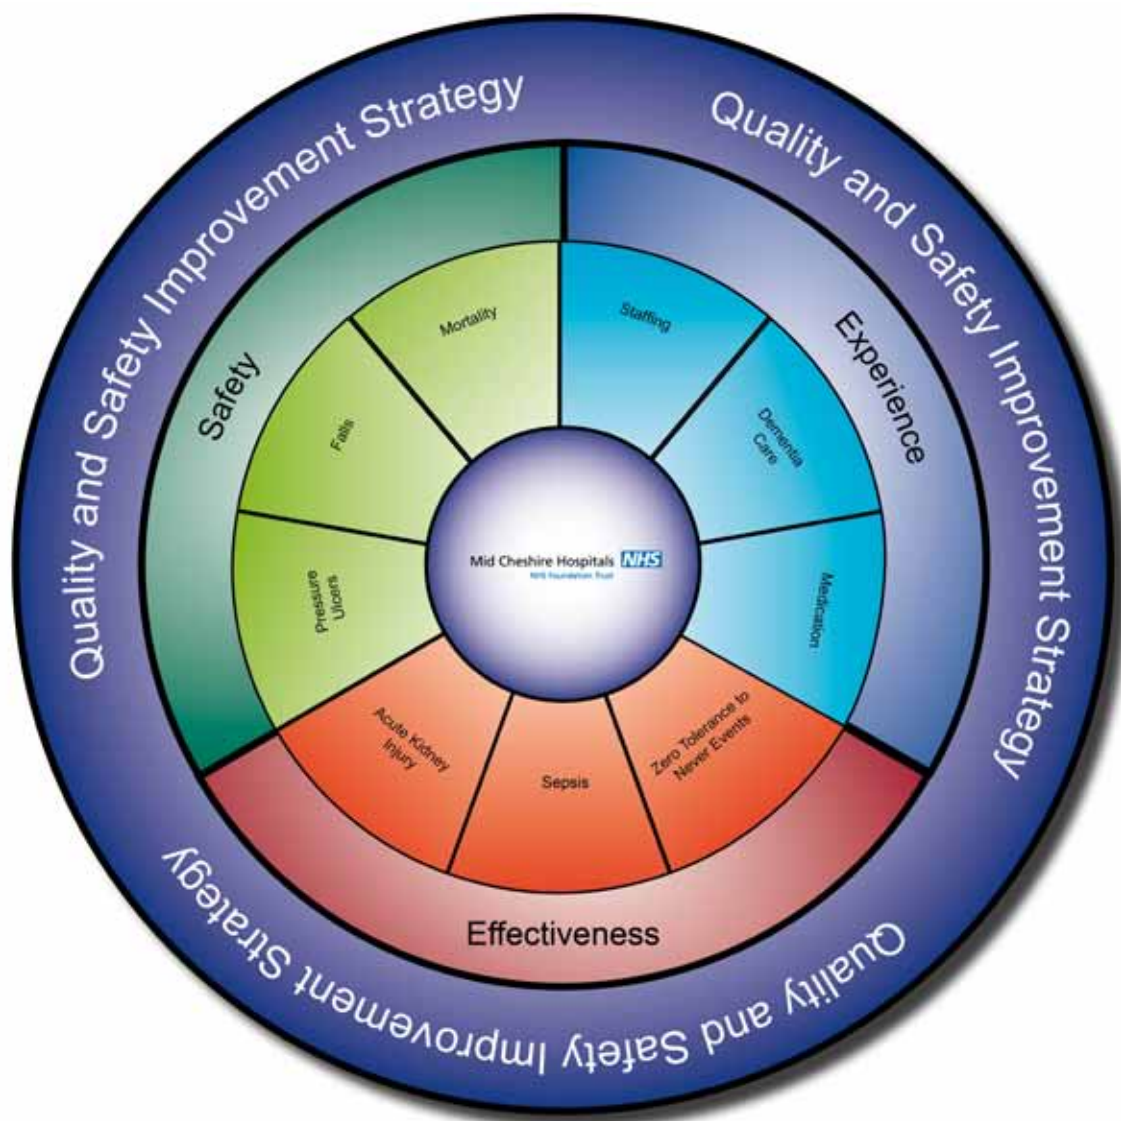 Quality and Safety Improvement Strategy
Quality and Safety Improvement Strategy
Quality and Safety Improvement Strategy
Safety
Experience
Effectiveness
Mortality
Falls
Pressure
Ulcers
Staffing
Dementia
Care
Medication
Zero Tolerance to
Never Events
Sepsis
Acute Kidney
Injury
Mid Cheshire Hospitals NHS
NHS Foundation Trust